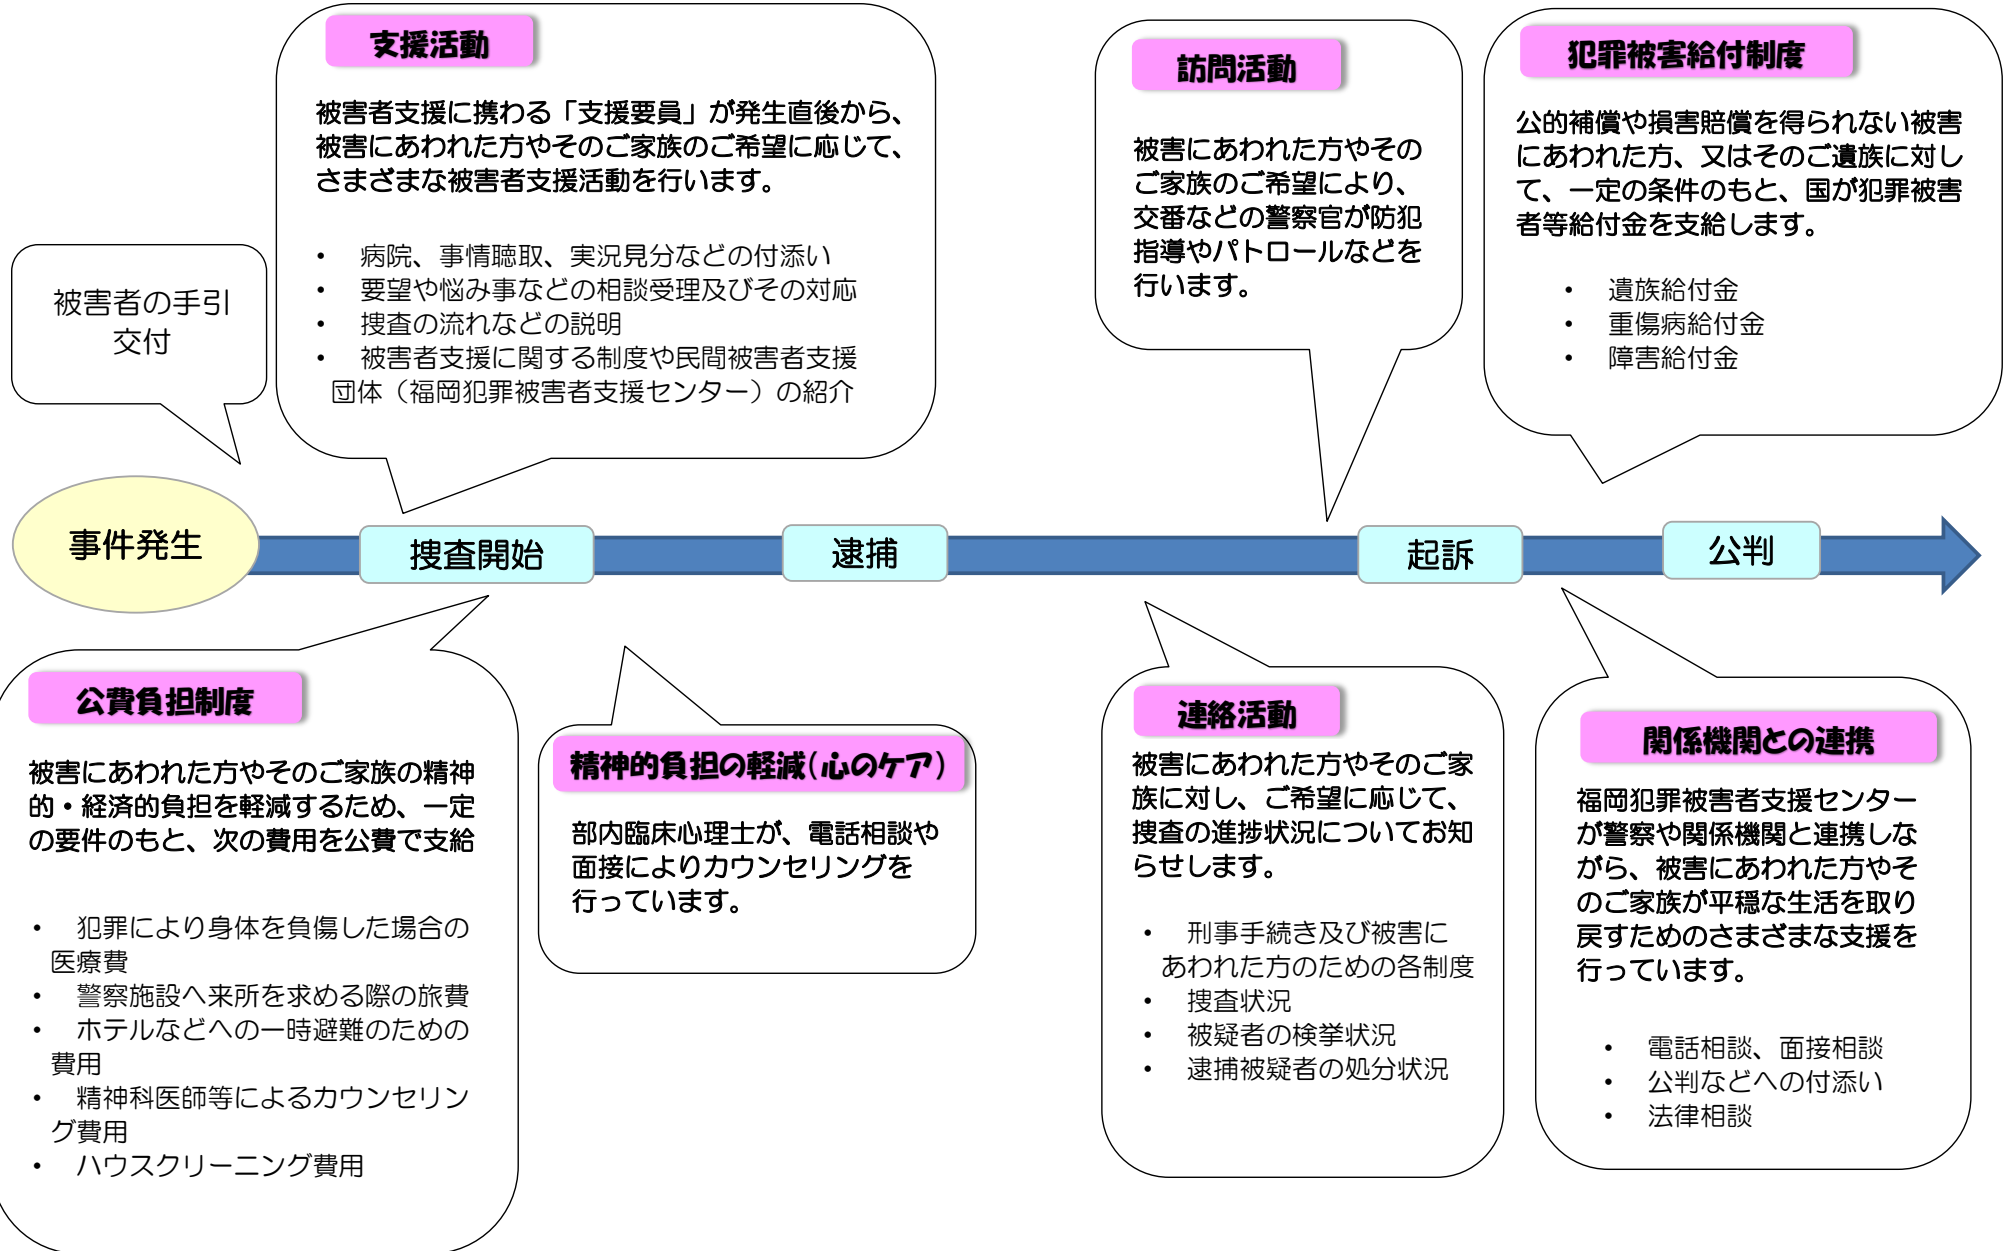 支援活動
被害者支援に携わる「支援要員」が発生直後から、
被害にあわれた方やそのご家族のご希望に応じて、
さまざまな被害者支援活動を行います。
・ 病院、事情聴取、実況見分などの付添い
・ 要望や悩み事などの相談受理及びその対応
・ 捜査の流れなどの説明
・ 被害者支援に関する制度や民間被害者支援
団体（福岡犯罪被害者支援センター）の紹介
訪問活動
被害にあわれた方やその
ご家族のご希望により、
交番などの警察官が防犯
指導やパトロールなどを
行います。
犯罪被害給付制度
公的補償や損害賠償を得られない被害
にあわれた方、又はそのご遺族に対し
て、一定の条件のもと、国が犯罪被害
者等給付金を支給します。
・ 遺族給付金
・ 重傷病給付金
・ 障害給付金
被害者の手引
交付
事件発生
捜査開始
逮捕
起訴
公判
公費負担制度
被害にあわれた方やそのご家族の精神
的・経済的負担を軽減するため、一定
の要件のもと、次の費用を公費で支給
・ 犯罪により身体を負傷した場合の
医療費
・ 警察施設へ来所を求める際の旅費
・ ホテルなどへの一時避難のための
費用
・ 精神科医師等によるカウンセリン
グ費用
・ ハウスクリーニング費用
精神的負担の軽減(心のケア)
部内臨床心理士が、電話相談や
面接によりカウンセリングを
行っています。
連絡活動
被害にあわれた方やそのご家
族に対し、ご希望に応じて、
捜査の進捗状況についてお知
らせします。
・ 刑事手続き及び被害に
あわれた方のための各制度
・ 捜査状況
・ 被疑者の検挙状況
・ 逮捕被疑者の処分状況
関係機関との連携
福岡犯罪被害者支援センター
が警察や関係機関と連携しな
がら、被害にあわれた方やそ
のご家族が平穏な生活を取り
戻すためのさまざまな支援を
行っています。
・ 電話相談、面接相談
・ 公判などへの付添い
・ 法律相談